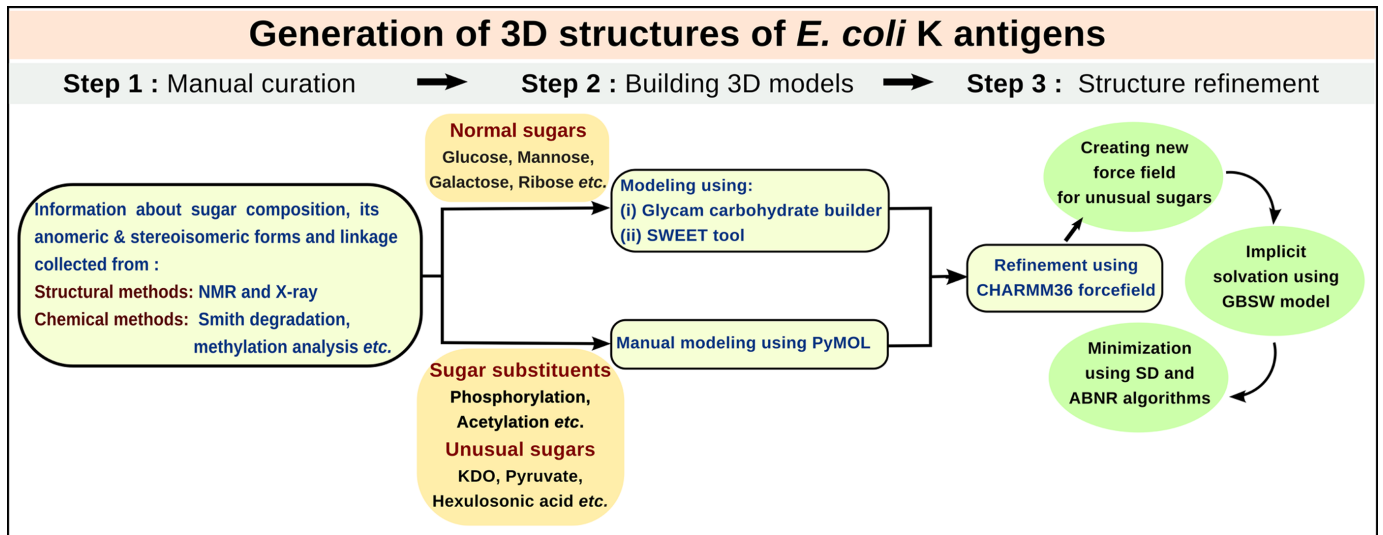 Generation of 3D structures of E. coli K antigens
Step 1 : Manual curation
Step 2 : Building 3D models
Step 3 : Structure refinement
Information about sugar composition, its
anomeric & stereoisomeric forms and linkage
collected from :
Structural methods: NMR and X-ray
Chemical methods: Smith degradation,
methylation analysis etc.
Normal sugars
Glucose, Mannose,
Galactose, Ribose etc.
Modeling using:
(i) Glycam carbohydrate builder
(ii) SWEET tool
Manual modeling using PyMOL
Sugar substituents
Phosphorylation,
Acetylation etc.
Unusual sugars
KDO, Pyruvate,
Hexulosonic acid etc.
Refinement using
CHARMM36 forcefield
Creating new
force field
for unusual sugars
Implicit
solvation using
GBSW model
Minimization
using SD and
ABNR algorithms